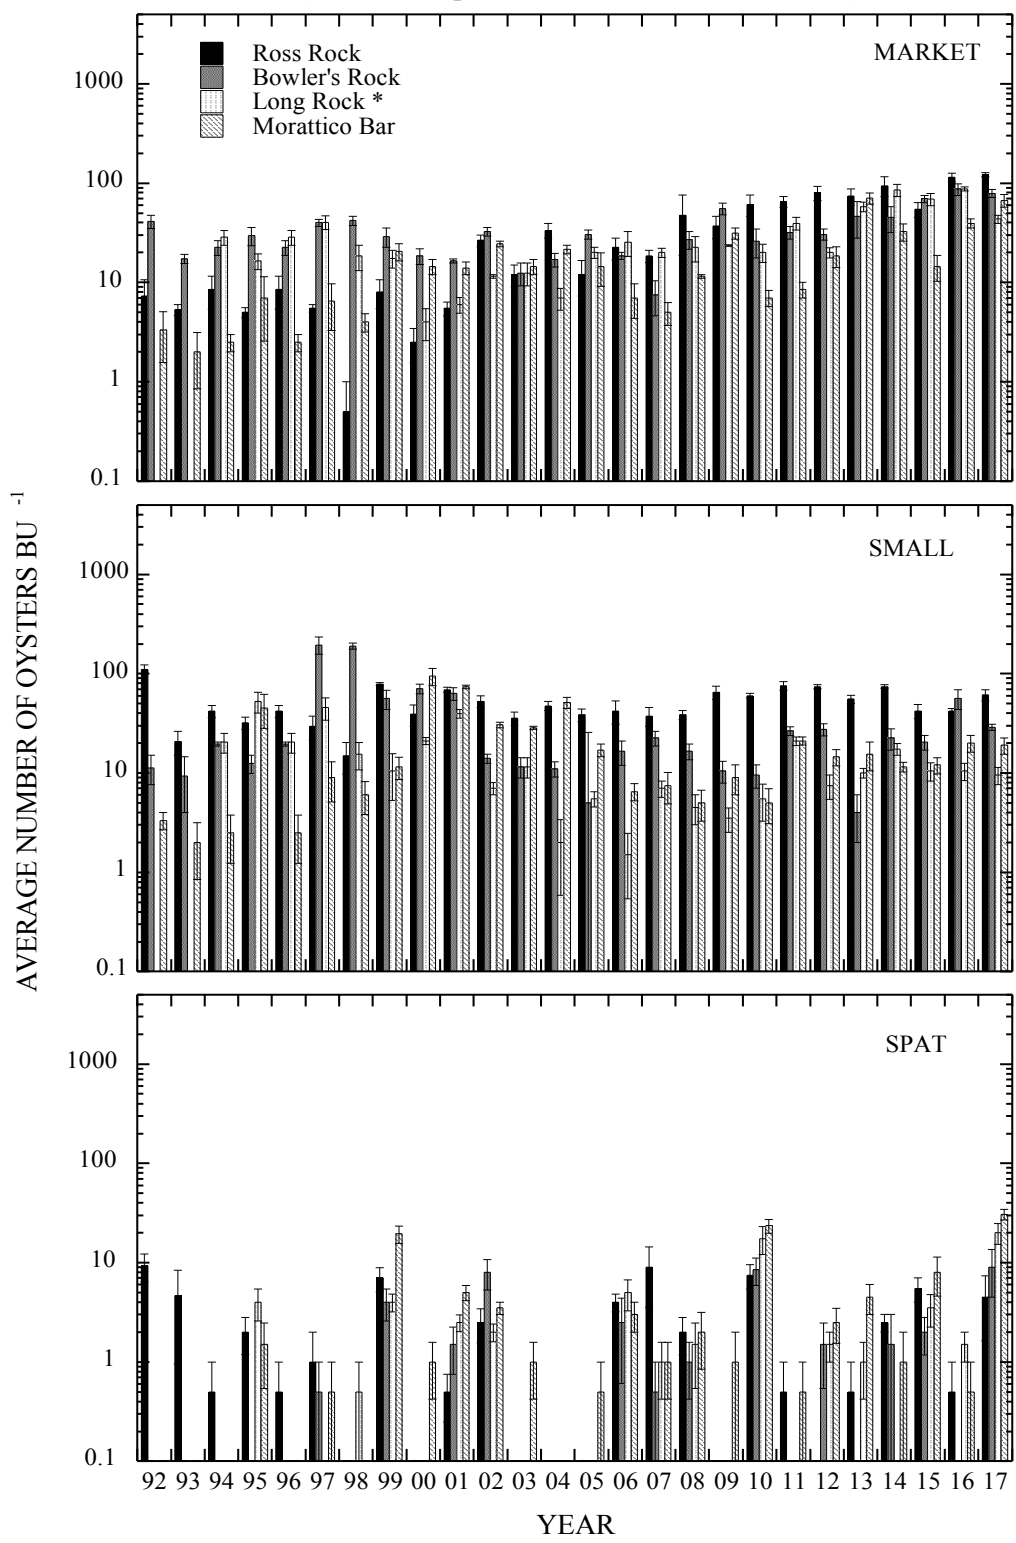 Ross Rock
Bowler's Rock
Long Rock *
Morattico Bar
MARKET
1000
100
10
1
0.1
AVERAGE NUMBER OF OYSTERS BU -1
SMALL
1000
100
10
1
0.1
SPAT
1000
100
10
1
0.1
92 93 94 95 96 97 98 99 00 01 02 03 04 05 06 07 08 09 10 11 12 13 14 15 16 17
YEAR